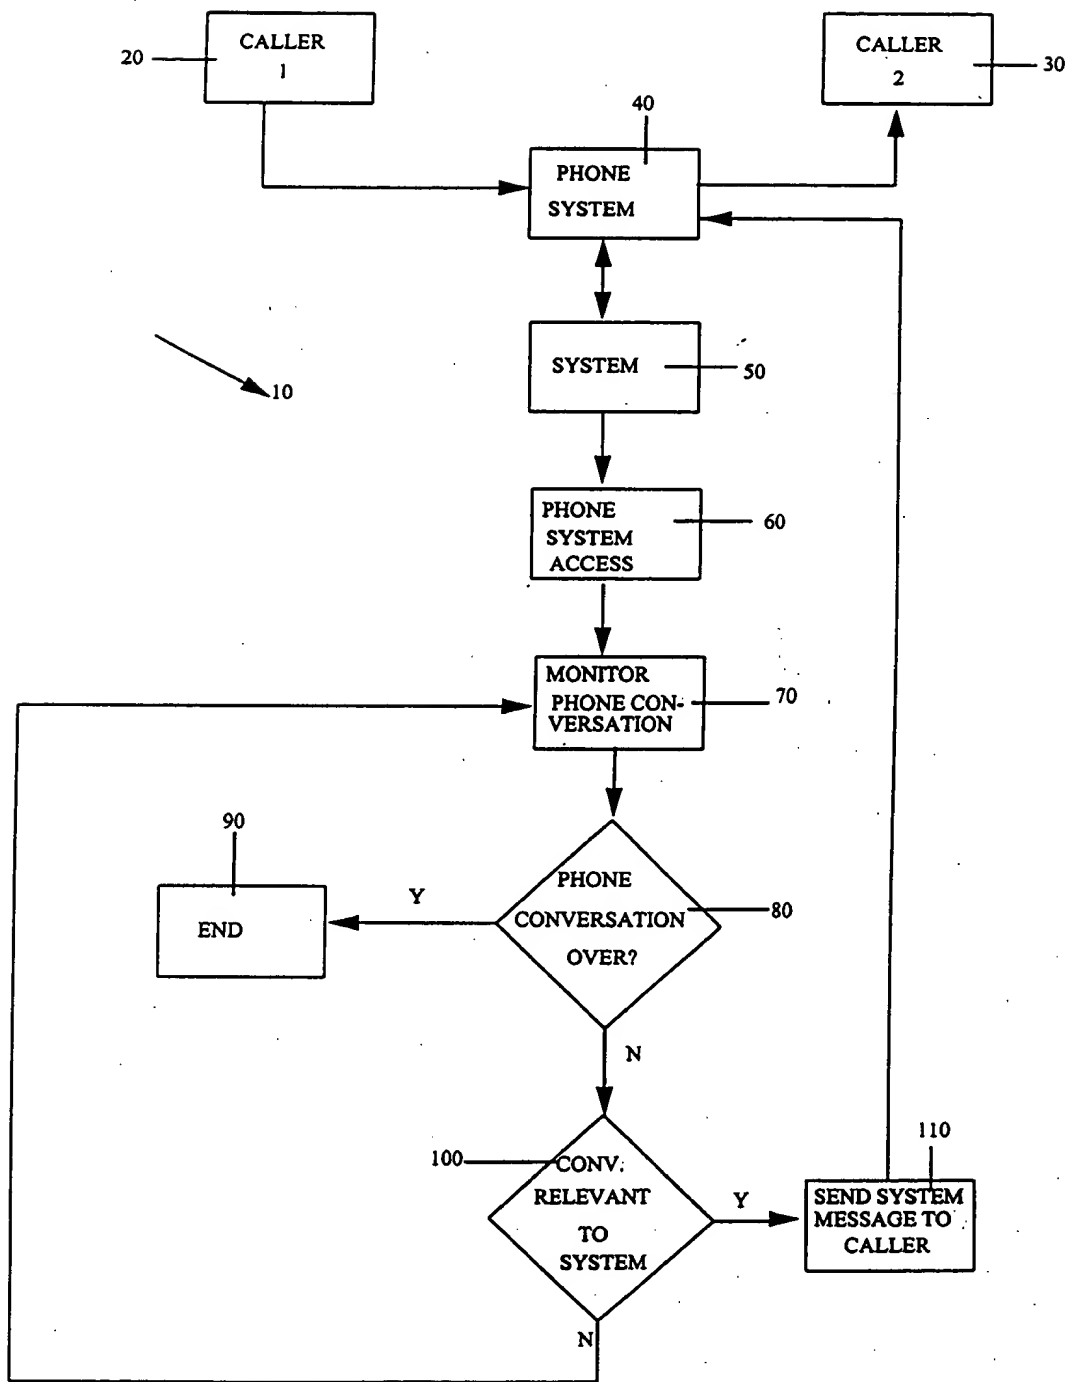 CALLER
1
20
CALLER
2
30
40
PHONE
SYSTEM
SYSTEM
50
10
PHONE
SYSTEM
ACCESS
60
MONITOR
PHONE CON-
VERSATION
70
90
END
Y
PHONE
CONVERSATION
OVER?
80
N
100
CONV.
RELEVANT
TO
SYSTEM
Y
110
SEND SYSTEM
MESSAGE TO
CALLER
N